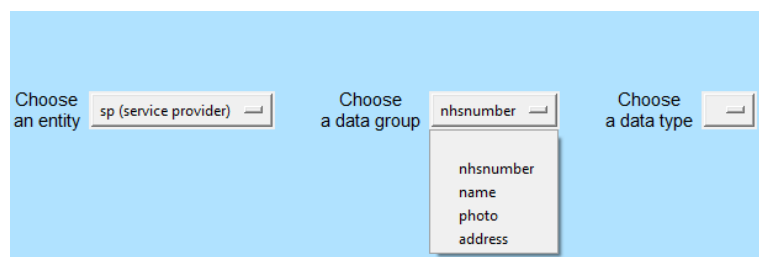 Choose
an entity
sp (service provider)
Choose
a data group
nhsnumber
Choose
a data type
nhsnumber
name
photo
address